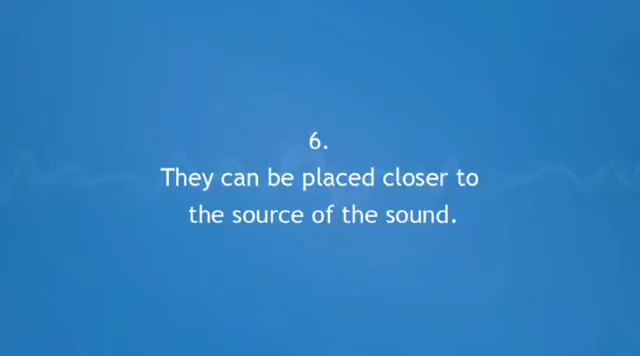 6.
They can be placed closer to
the source of the sound.